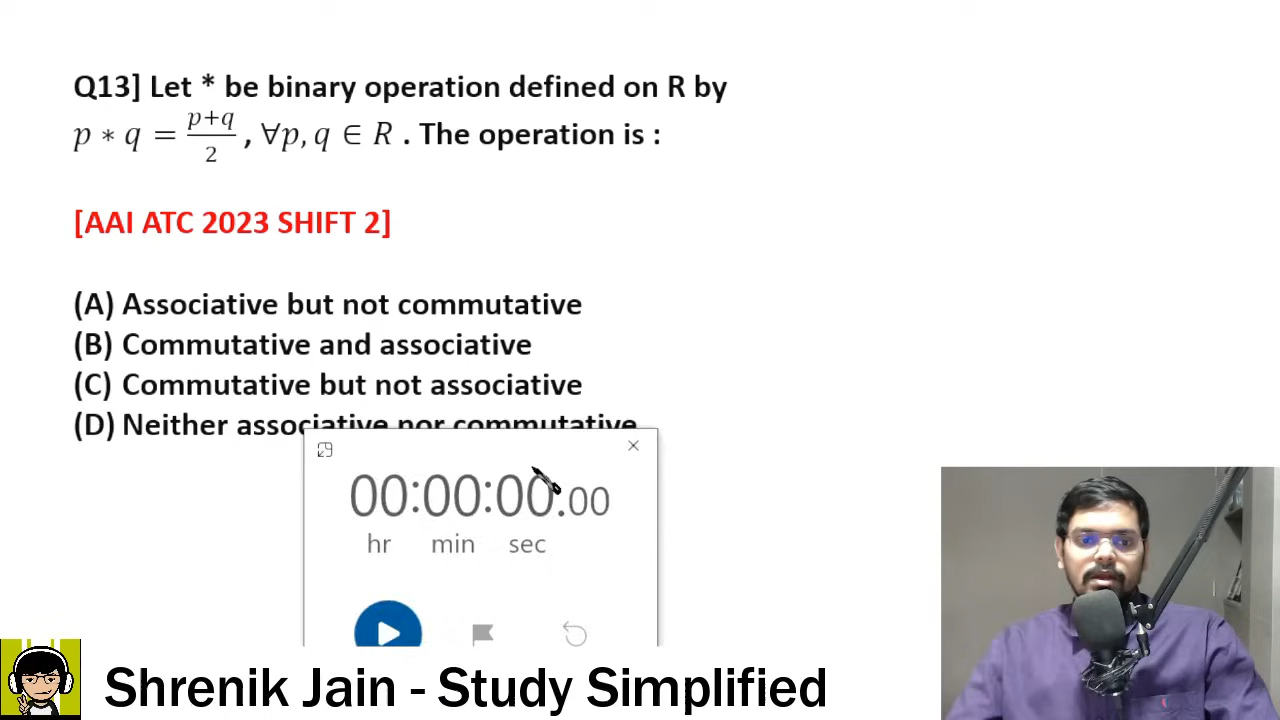 Q13] Let * be binary operation defined on R by
p ∗ q = p+q/2 , ∀p, q ∈ R . The operation is :
[AAI ATC 2023 SHIFT 2]
(A) Associative but not commutative
(B) Commutative and associative
(C) Commutative but not associative
(D) Neither associative nor commutative
00:00:00.00
hr min sec
Shrenik Jain - Study Simplified